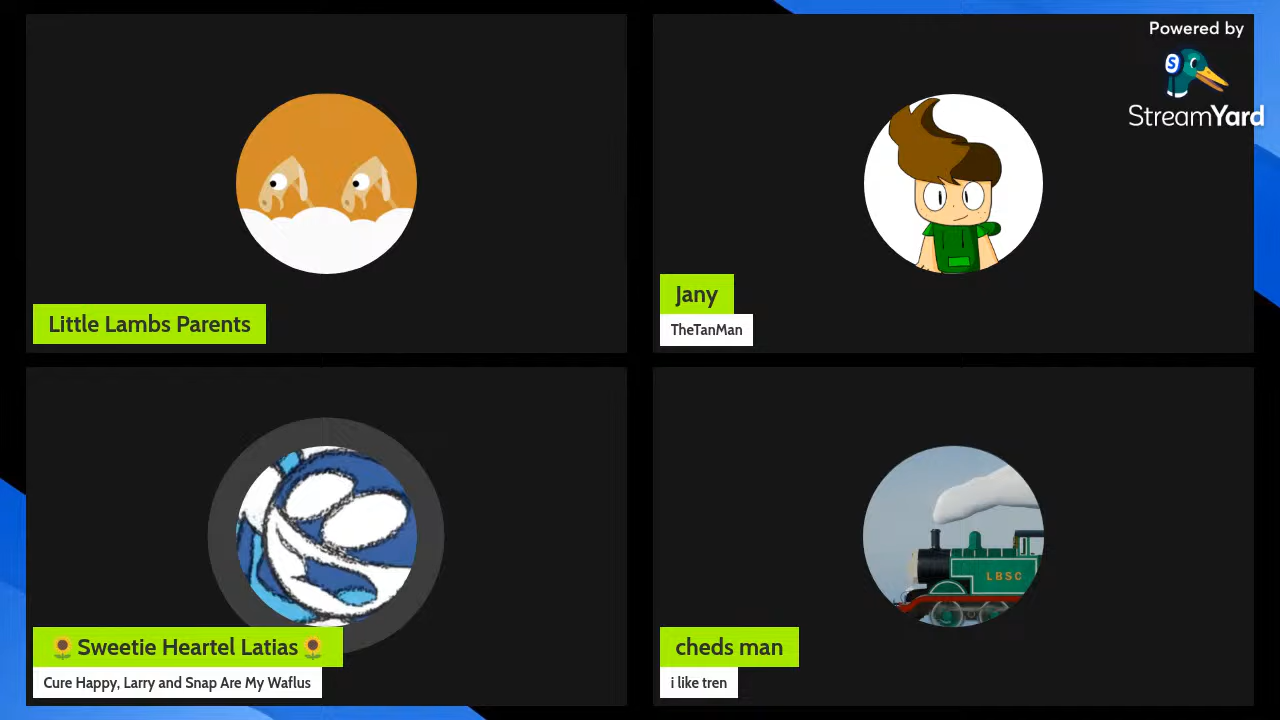 Powered by
S
StreamYard
Little Lambs Parents
Jany
TheTanMan
🌻Sweetie Heartel Latias🌻
Cure Happy, Larry and Snap Are My Waflus
LBSC
cheds man
i like tren